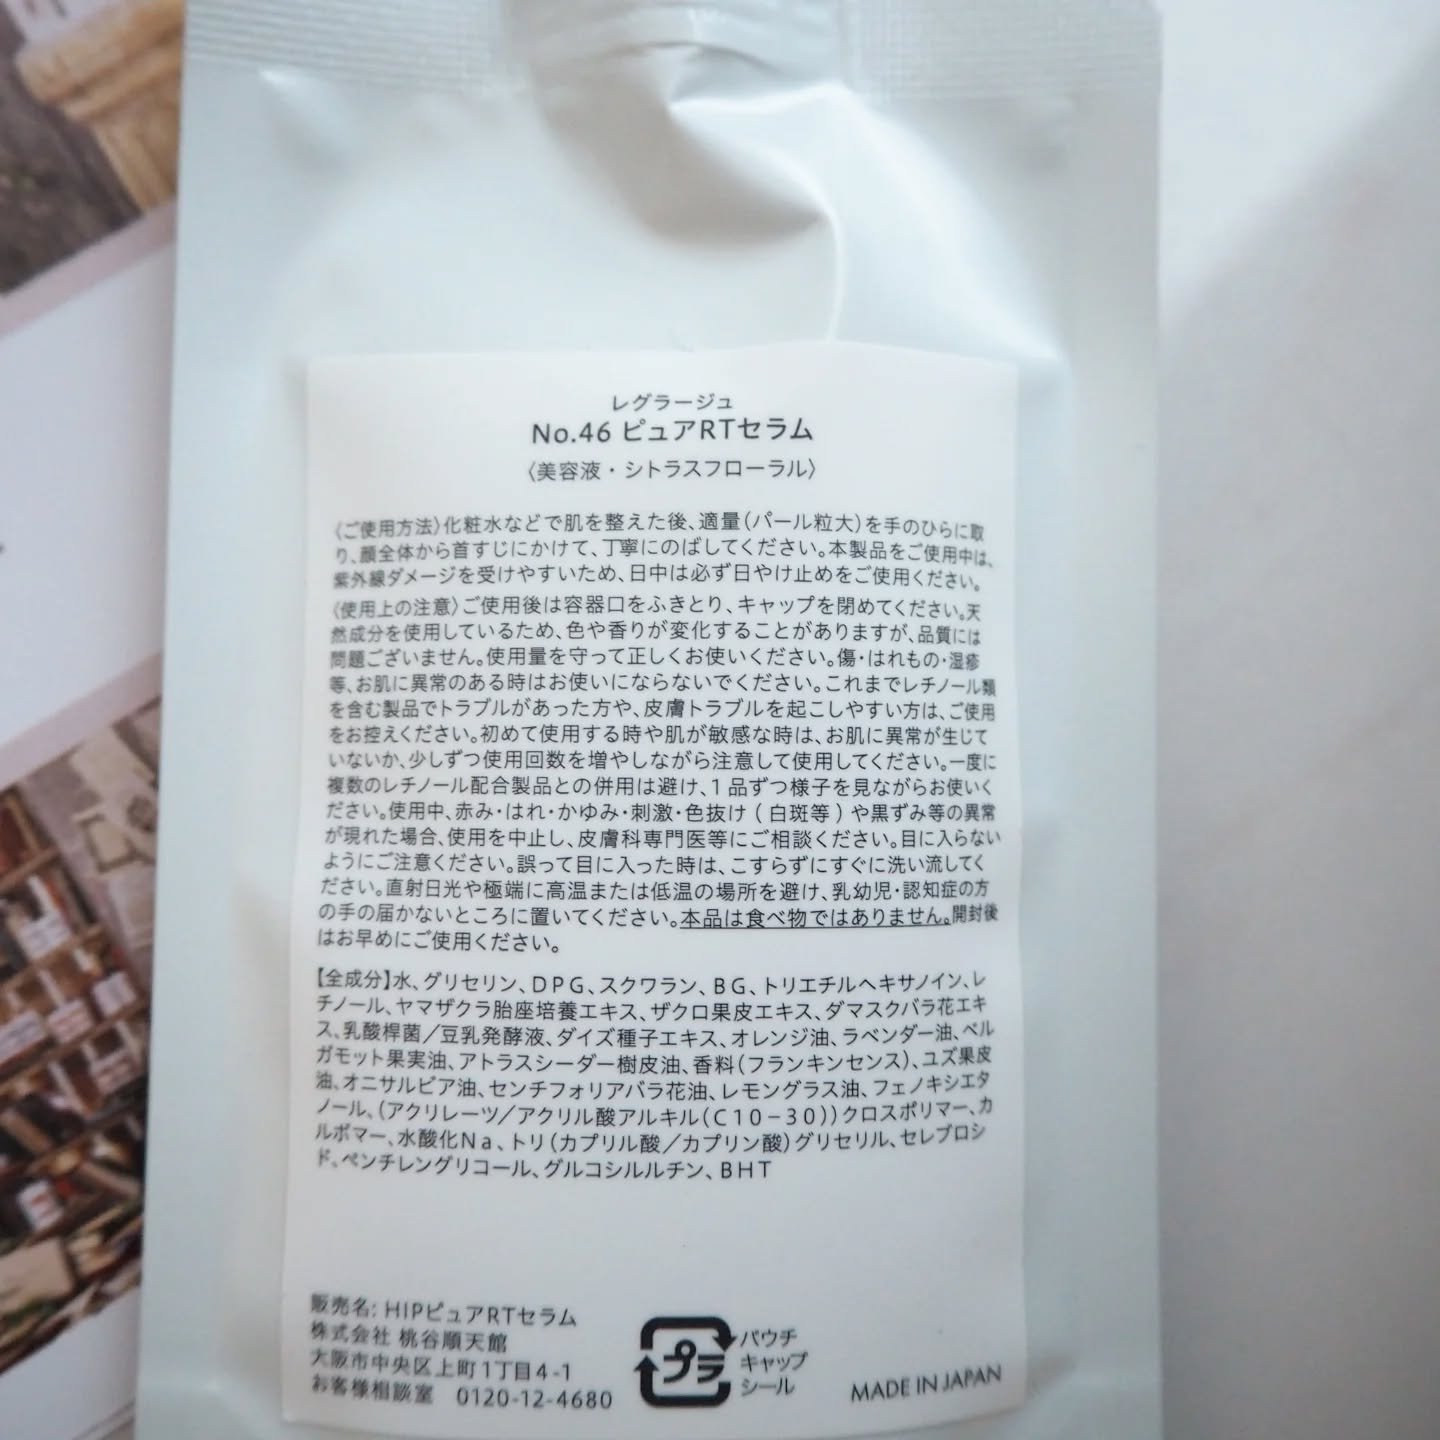 レグラージュ
No.46 ピュアRTセラム
〈美容液・シトラスフローラル〉
〈ご使用方法〉化粧水などで肌を整えた後、適量(パール粒大)を手のひらに取
り、顔全体から首すじにかけて、丁寧にのばしてください。本製品をご使用中は、
紫外線ダメージを受けやすいため、日中は必ず日やけ止めをご使用ください。
〈使用上の注意〉ご使用後は容器口をふきとり、キャップを閉めてください。天
然成分を使用しているため、色や香りが変化することがありますが、品質には
問題ございません。使用量を守って正しくお使いください。傷・はれもの・湿疹
等、お肌に異常のある時はお使いにならないでください。これまでレチノール類
を含む製品でトラブルがあった方や、皮膚トラブルを起こしやすい方は、ご使用
をお控えください。初めて使用する時や肌が敏感な時は、お肌に異常が生じて
いないか、少しずつ使用回数を増やしながら注意して使用してください。一度に
複数のレチノール配合製品との併用は避け、1品ずつ様子を見ながらお使いく
ださい。使用中、赤み・はれ・かゆみ・刺激・色抜け(白斑等)や黒ずみ等の異常
が現れた場合、使用を中止し、皮膚科専門医等にご相談ください。目に入らない
ようにご注意ください。誤って目に入った時は、こすらずにすぐに洗い流してく
ださい。直射日光や極端に高温または低温の場所を避け、乳幼児・認知症の方
の手の届かないところに置いてください。本品は食べ物ではありません。開封後
はお早めにご使用ください。
【全成分】水、グリセリン、DPG、スクワラン、BG、トリエチルヘキサノイン、レ
チノール、ヤマザクラ胎座培養エキス、ザクロ果皮エキス、ダマスクバラ花エキ
ス、乳酸桿菌/豆乳発酵液、ダイズ種子エキス、オレンジ油、ラベンダー油、ベル
ガモット果実油、アトラスシーダー樹皮油、香料(フランキンセンス)、ユズ果皮
油、オニサルビア油、センチフォリアバラ花油、レモングラス油、フェノキシエタ
ノール、(アクリレーツ/アクリル酸アルキル(C10-30))クロスポリマー、カ
ルボマー、水酸化Na、トリ(カプリル酸/カプリン酸)グリセリル、セレブロシ
ド、ペンチレングリコール、グルコシルルチン、BHT
販売名: HIPピュアRTセラム
株式会社 桃谷順天館
大阪市中央区上町1丁目4-1
お客様相談室 0120-12-4680
プラ
パウチ
キャップ
シール
MADE IN JAPAN